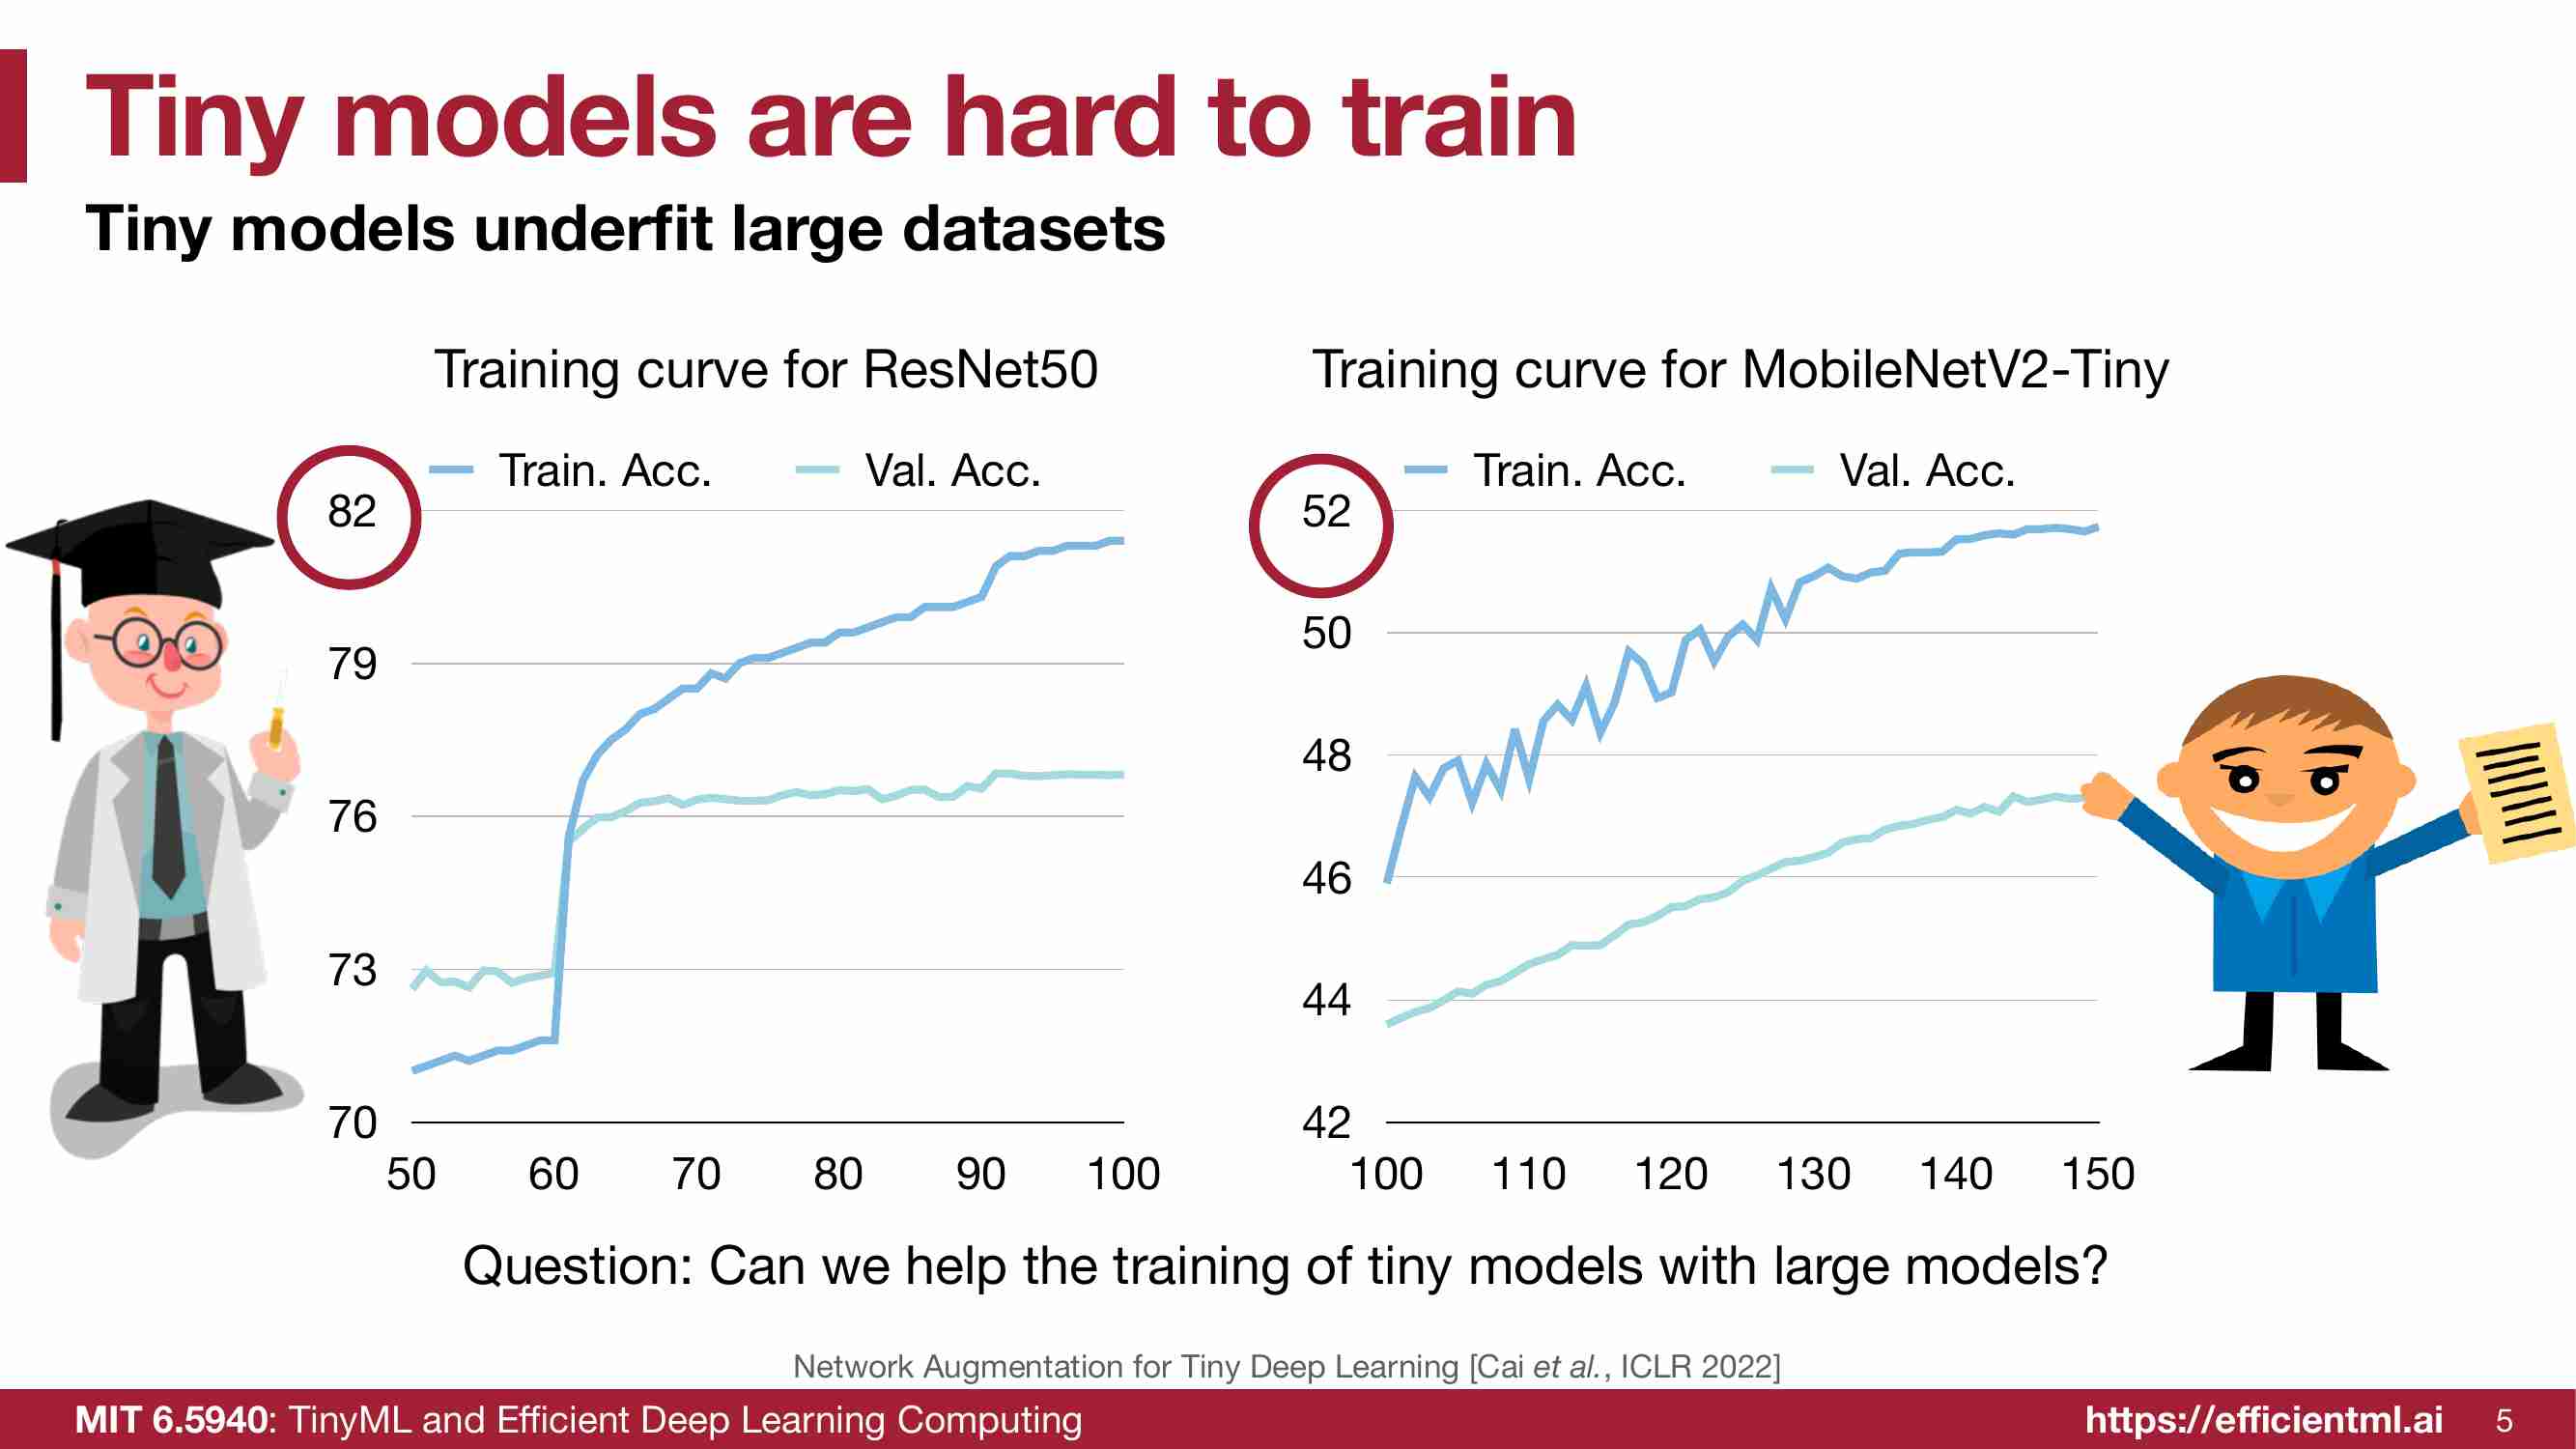 Tiny models are hard to train
Tiny models underfit large datasets
Training curve for ResNet50
Train. Acc.
Val. Acc.
82
79
76
73
70
50 60 70 80 90 100
Training curve for MobileNetV2-Tiny
Train. Acc.
Val. Acc.
52
50
48
46
44
42
100 110 120 130 140 150
Question: Can we help the training of tiny models with large models?
Network Augmentation for Tiny Deep Learning [Cai et al., ICLR 2022]
MIT 6.5940: TinyML and Efficient Deep Learning Computing
https://efficientml.ai
5